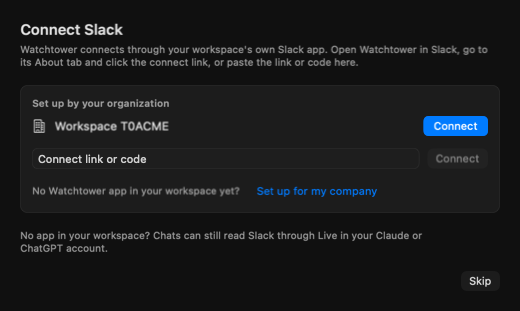 Connect Slack
Watchtower connects through your workspace's own Slack app. Open Watchtower in Slack, go to
its About tab and click the connect link, or paste the link or code here.
Set up by your organization
Workspace T0ACME
Connect
Connect link or code
Connect
No Watchtower app in your workspace yet?
Set up for my company
No app in your workspace? Chats can still read Slack through Live in your Claude or
ChatGPT account.
Skip